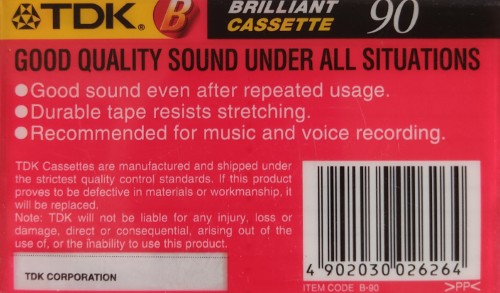 TDK® B BRILLIANT CASSETTE 90
GOOD QUALITY SOUND UNDER ALL SITUATIONS
●Good sound even after repeated usage.
●Durable tape resists stretching.
●Recommended for music and voice recording.
TDK Cassettes are manufactured and shipped under
the strictest quality control standards. If this product
proves to be defective in materials or workmanship, it
will be replaced.
Note: TDK will not be liable for any injury, loss or
damage, direct or consequential, arising out of the
use of, or the inability to use this product.
TDK CORPORATION
4 902030 026264
ITEM CODE B-90 >PP<